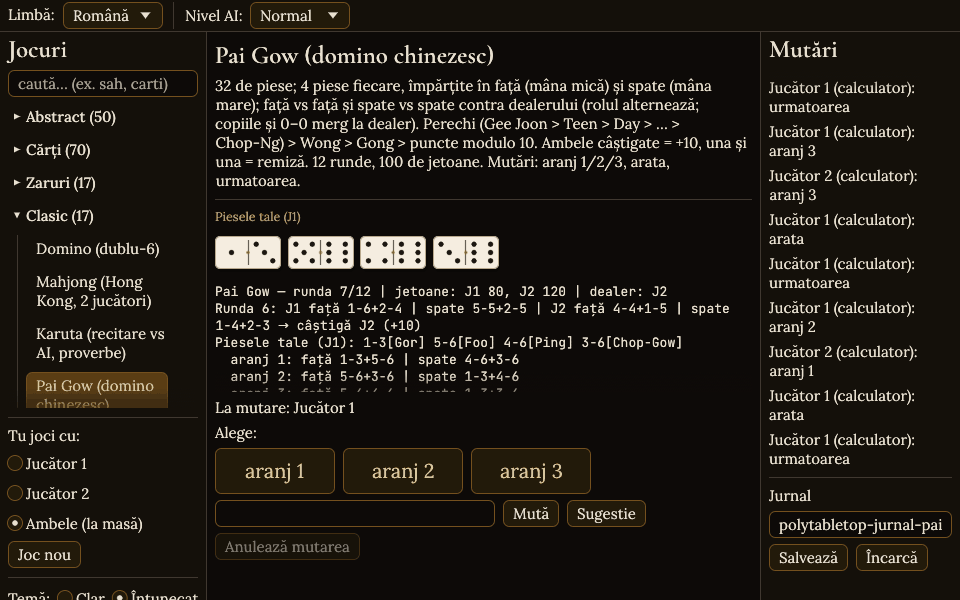 Limbă: Română Nivel AI: Normal
Jocuri
caută... (ex. sah, carti)
Abstract (50)
Cărți (70)
Zaruri (17)
Clasic (17)
Domino (dublu-6)
Mahjong (Hong
Kong, 2 jucători)
Karuta (recitare vs
AI, proverbe)
Pai Gow (domino
chinezesc)
Tu joci cu:
Jucător 1
Jucător 2
Ambele (la masă)
Joc nou
Temă: Clar Întunecat
Pai Gow (domino chinezesc)
32 de piese; 4 piese fiecare, împărțite în față (mâna mică) și spate (mâna
mare); față vs față și spate vs spate contra dealerului (rolul alternează;
copiile și 0–0 merg la dealer). Perechi (Gee Joon > Teen > Day > ... >
Chop-Ng) > Wong > Gong > puncte modulo 10. Ambele câștigate = +10, una și
una = remiză. 12 runde, 100 de jetoane. Mutări: aranj 1/2/3, arata,
urmatoarea.
Piesele tale (J1)
Pai Gow — runda 7/12 | jetoane: J1 80, J2 120 | dealer: J2
Runda 6: J1 față 1-6+2-4 | spate 5-5+2-5 | J2 față 4-4+1-5 | spate
1-4+2-3 → câștigă J2 (+10)
Piesele tale (J1): 1-3[Gor] 5-6[Foo] 4-6[Ping] 3-6[Chop-Gow]
aranj 1: față 1-3+5-6 | spate 4-6+3-6
aranj 2: față 5-6+3-6 | spate 1-3+4-6
La mutare: Jucător 1
Alege:
aranj 1 aranj 2 aranj 3
Mută Sugestie
Anulează mutarea
Mutări
Jucător 1 (calculator):
urmatoarea
Jucător 1 (calculator):
aranj 3
Jucător 2 (calculator):
aranj 3
Jucător 1 (calculator):
arata
Jucător 1 (calculator):
urmatoarea
Jucător 1 (calculator):
aranj 2
Jucător 2 (calculator):
aranj 1
Jucător 1 (calculator):
arata
Jucător 1 (calculator):
urmatoarea
Jurnal
polytabletop-jurnal-pai
Salvează Încarcă